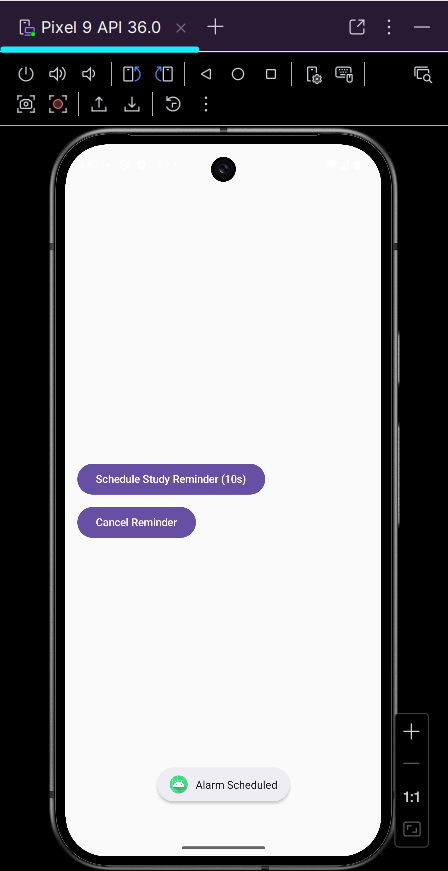 Pixel 9 API 36.0
1:1
Schedule Study Reminder (10s)
Cancel Reminder
Alarm Scheduled